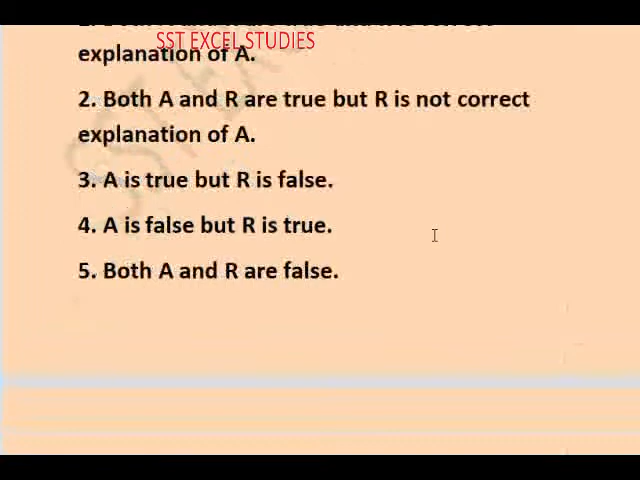 SST EXCEL STUDIES
explanation of A.
2. Both A and R are true but R is not correct
explanation of A.
3. A is true but R is false.
4. A is false but R is true.
5. Both A and R are false.